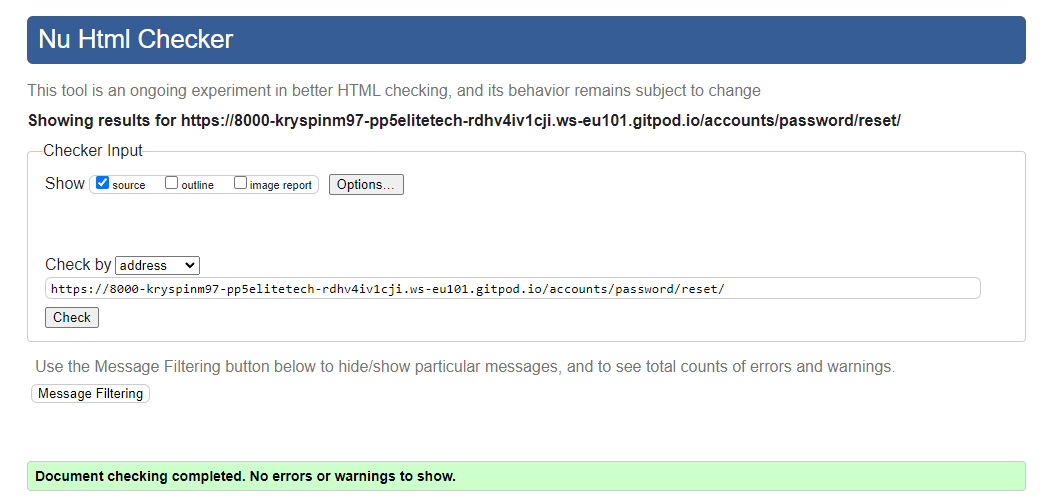 Nu Html Checker
This tool is an ongoing experiment in better HTML checking, and its behavior remains subject to change
Showing results for https://8000-kryspinm97-pp5elitetech-rdhv4iv1cji.ws-eu101.gitpod.io/accounts/password/reset/
Checker Input
Show source outline image report Options...
Check by address
https://8000-kryspinm97-pp5elitetech-rdhv4iv1cji.ws-eu101.gitpod.io/accounts/password/reset/
Check
Use the Message Filtering button below to hide/show particular messages, and to see total counts of errors and warnings.
Message Filtering
Document checking completed. No errors or warnings to show.